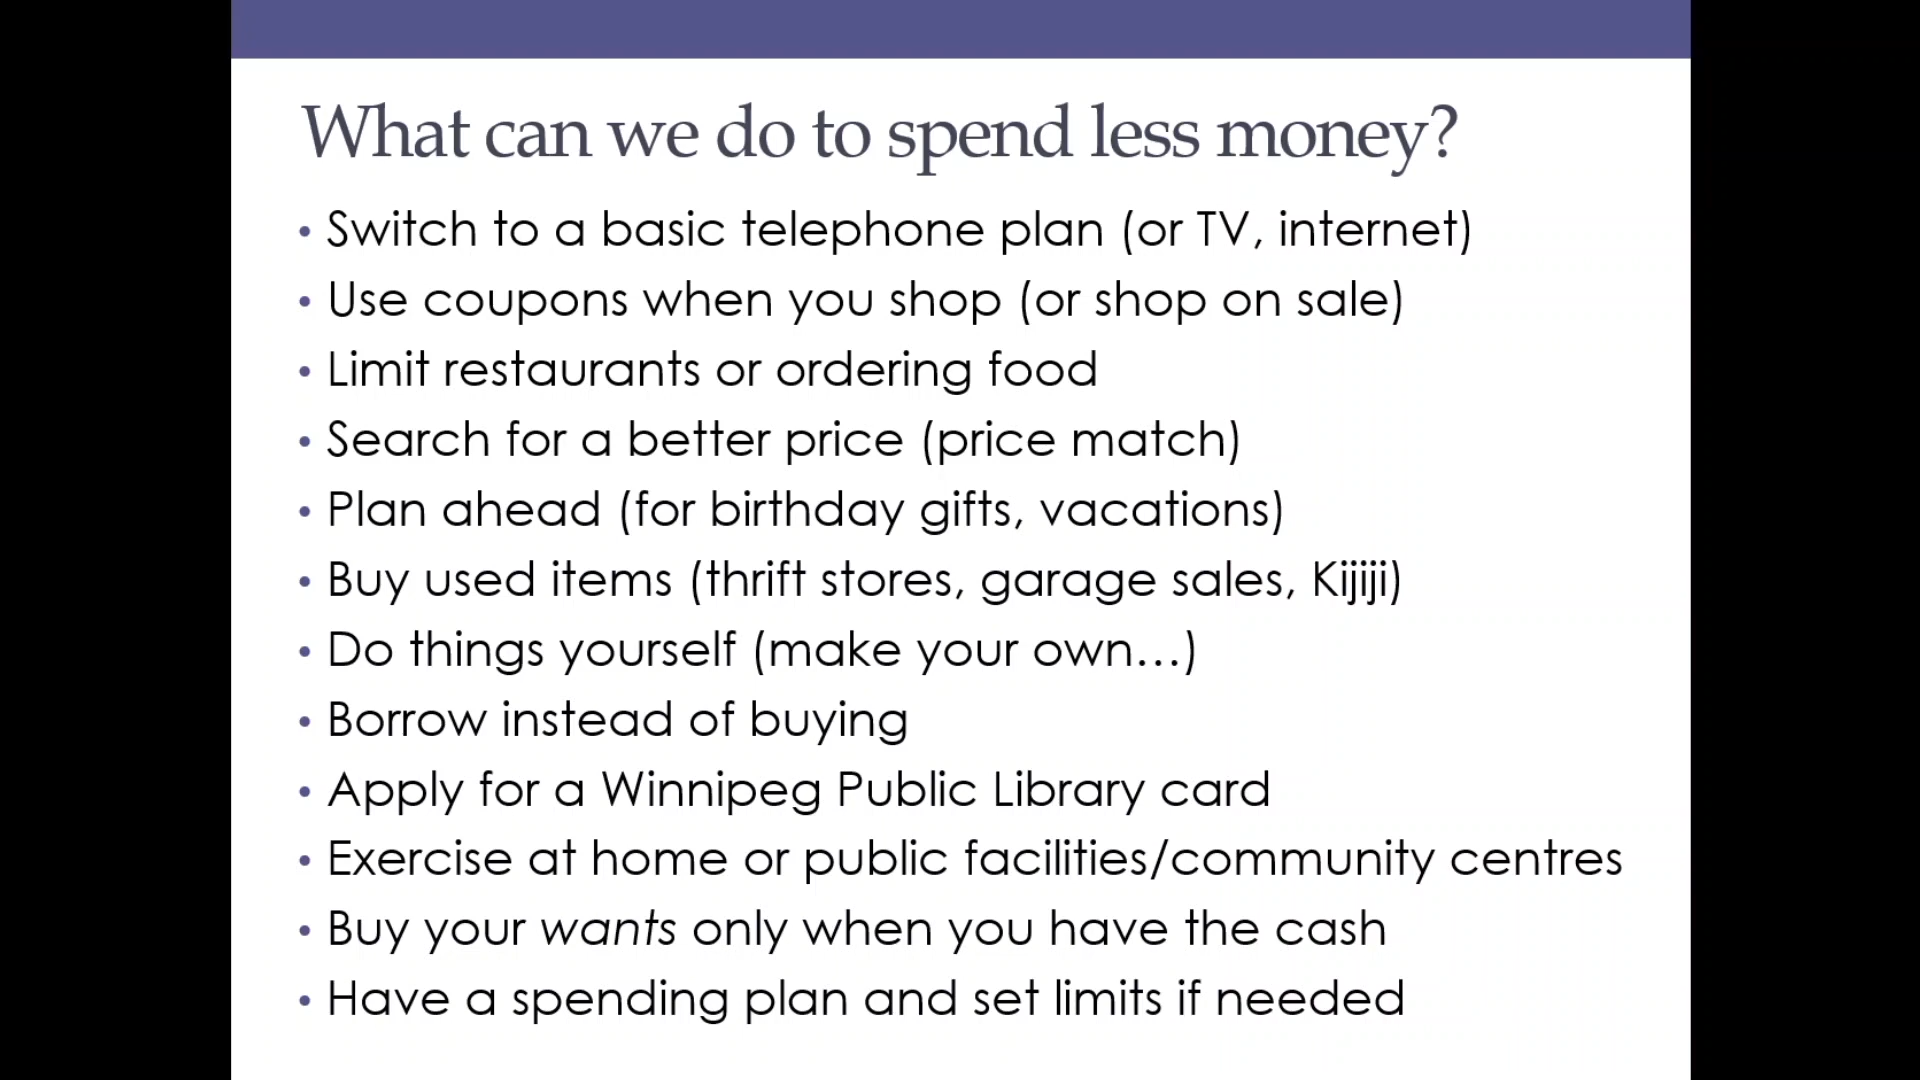 What can we do to spend less money?
• Switch to a basic telephone plan (or TV, internet)
• Use coupons when you shop (or shop on sale)
• Limit restaurants or ordering food
• Search for a better price (price match)
• Plan ahead (for birthday gifts, vacations)
• Buy used items (thrift stores, garage sales, Kijiji)
• Do things yourself (make your own…)
• Borrow instead of buying
• Apply for a Winnipeg Public Library card
• Exercise at home or public facilities/community centres
• Buy your wants only when you have the cash
• Have a spending plan and set limits if needed